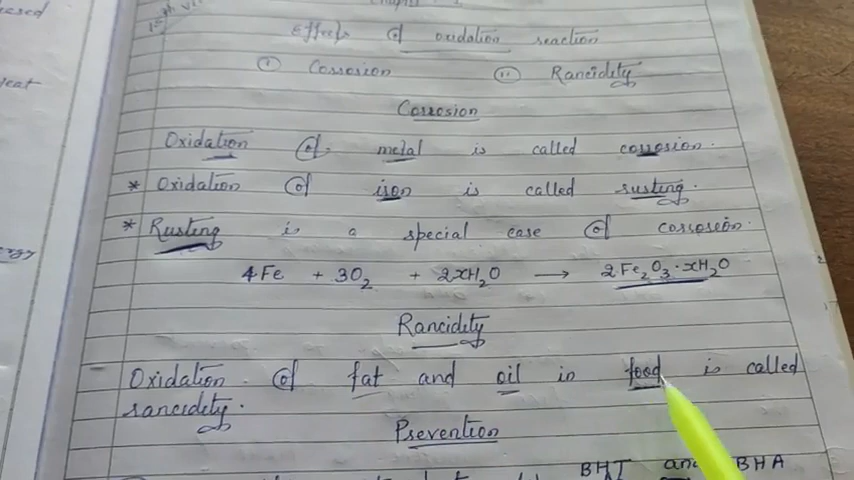 Effects of oxidation reaction
(i) Corrosion (ii) Rancidity
Corrosion
Oxidation of metal is called corrosion.
* Oxidation of iron is called rusting.
* Rusting is a special case of corrosion.
4Fe + 3O₂ + 2xH₂O → 2Fe₂O₃·xH₂O
Rancidity
Oxidation of fat and oil in food is called
rancidity.
Prevention
BHT and BHA